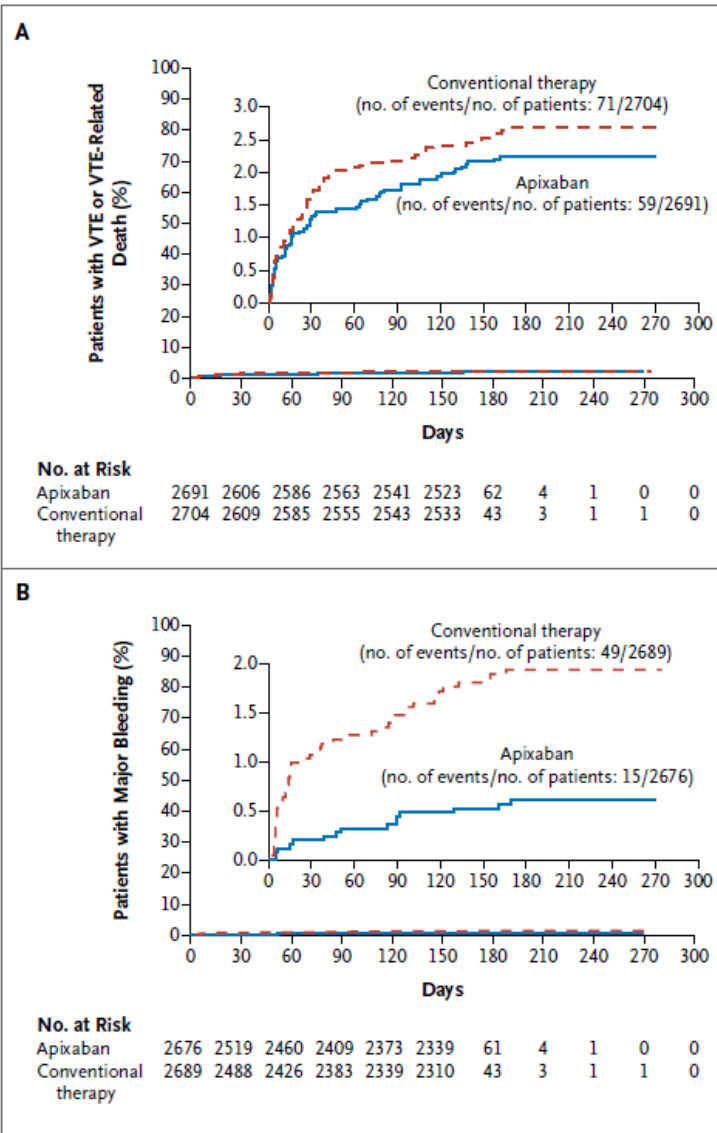 A
Patients with VTE or VTE-Related
Death (%)
100
90
80
70
60
50
40
30
20
10
0
3.0
2.5
2.0
1.5
1.0
0.5
0.0
Conventional therapy
(no. of events/no. of patients: 71/2704)
Apixaban
(no. of events/no. of patients: 59/2691)
0 30 60 90 120 150 180 210 240 270 300
0 30 60 90 120 150 180 210 240 270 300
Days
No. at Risk
Apixaban 2691 2606 2586 2563 2541 2523 62 4 1 0 0
Conventional 2704 2609 2585 2555 2543 2533 43 3 1 1 0
therapy
B
Patients with Major Bleeding (%)
100
90
80
70
60
50
40
30
20
10
0
2.0
1.5
1.0
0.5
0.0
Conventional therapy
(no. of events/no. of patients: 49/2689)
Apixaban
(no. of events/no. of patients: 15/2676)
0 30 60 90 120 150 180 210 240 270 300
0 30 60 90 120 150 180 210 240 270 300
Days
No. at Risk
Apixaban 2676 2519 2460 2409 2373 2339 61 4 1 0 0
Conventional 2689 2488 2426 2383 2339 2310 43 3 1 1 0
therapy